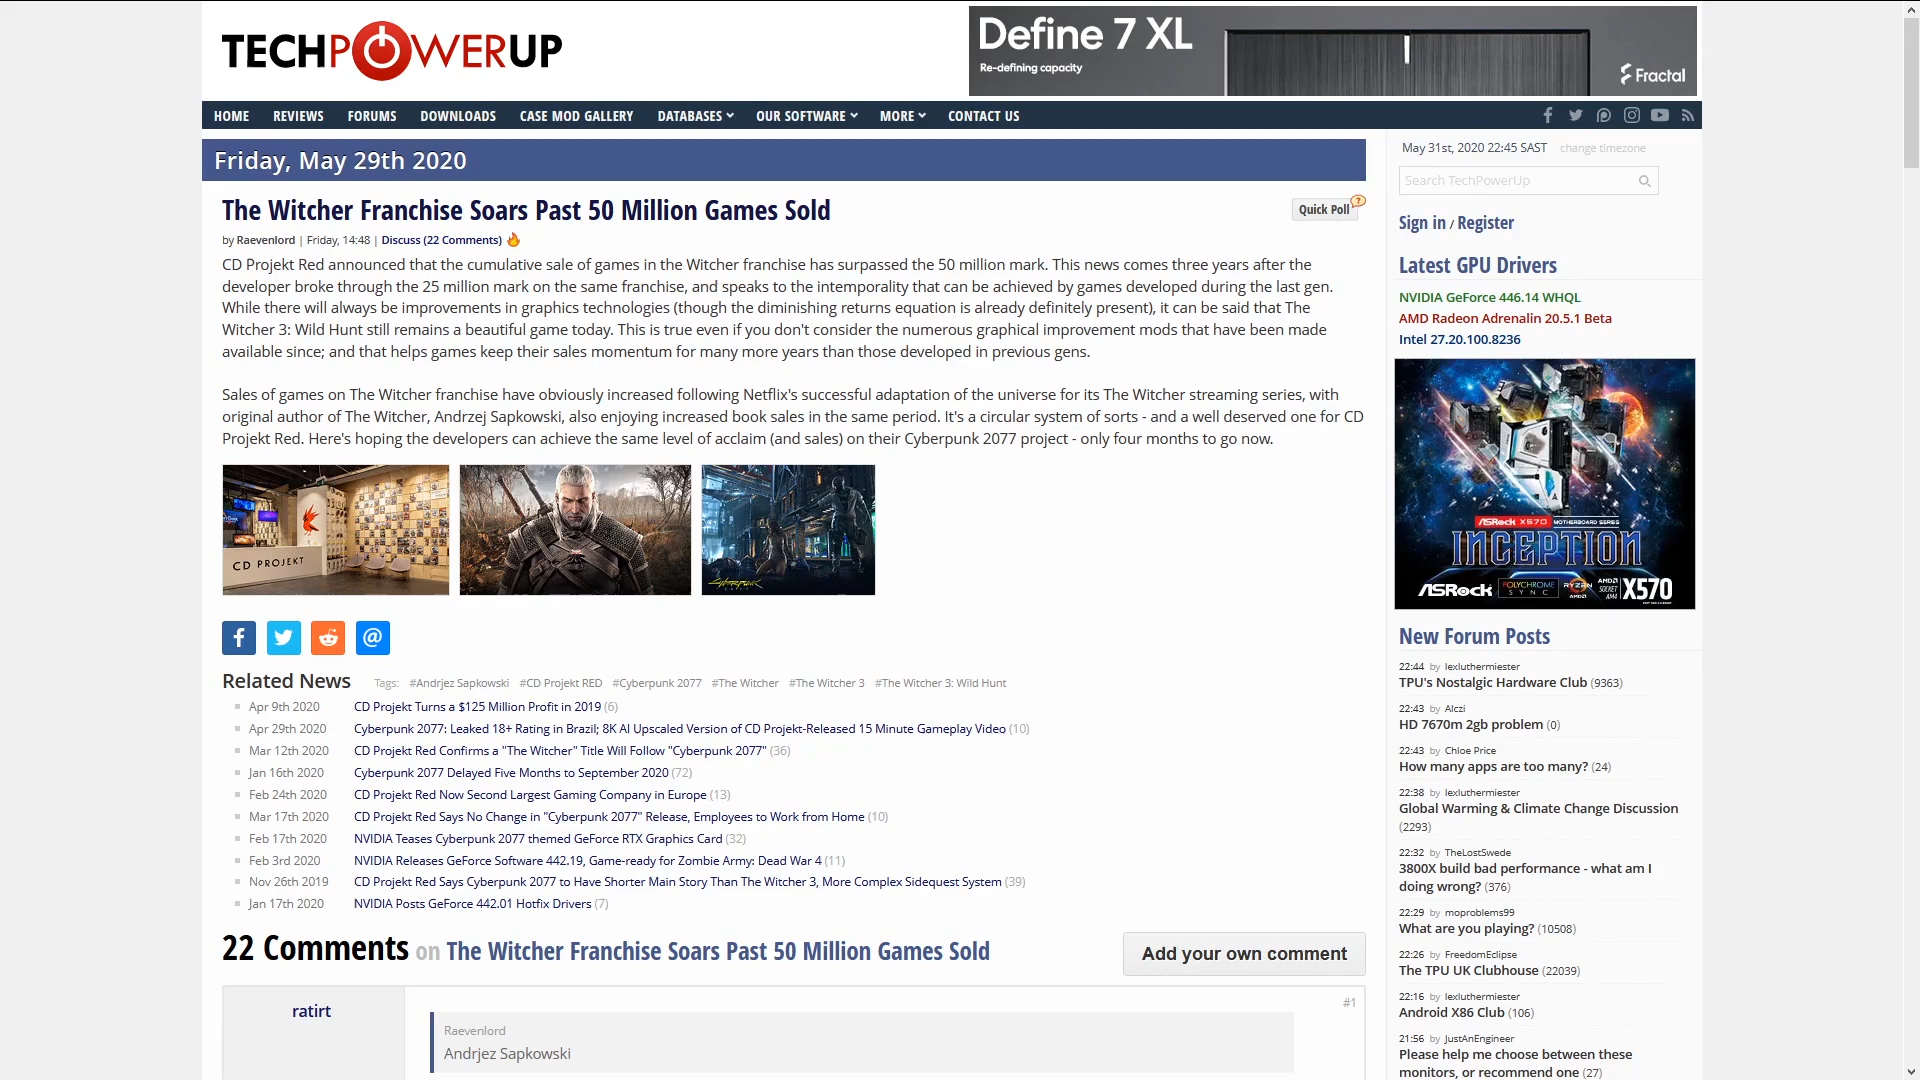 TECHPOWERUP
Define 7 XL
Re-defining capacity
Fractal
HOME REVIEWS FORUMS DOWNLOADS CASE MOD GALLERY DATABASES OUR SOFTWARE MORE CONTACT US
Friday, May 29th 2020
The Witcher Franchise Soars Past 50 Million Games Sold
Quick Poll
?
by Raevenlord | Friday, 14:48 | Discuss (22 Comments)
CD Projekt Red announced that the cumulative sale of games in the Witcher franchise has surpassed the 50 million mark. This news comes three years after the
developer broke through the 25 million mark on the same franchise, and speaks to the intemporality that can be achieved by games developed during the last gen.
While there will always be improvements in graphics technologies (though the diminishing returns equation is already definitely present), it can be said that The
Witcher 3: Wild Hunt still remains a beautiful game today. This is true even if you don't consider the numerous graphical improvement mods that have been made
available since; and that helps games keep their sales momentum for many more years than those developed in previous gens.
Sales of games on The Witcher franchise have obviously increased following Netflix's successful adaptation of the universe for its The Witcher streaming series, with
original author of The Witcher, Andrzej Sapkowski, also enjoying increased book sales in the same period. It's a circular system of sorts - and a well deserved one for CD
Projekt Red. Here's hoping the developers can achieve the same level of acclaim (and sales) on their Cyberpunk 2077 project - only four months to go now.
CD PROJEKT
Cyberpunk
Related News
Tags: #Andrjez Sapkowski #CD Projekt RED #Cyberpunk 2077 #The Witcher #The Witcher 3 #The Witcher 3: Wild Hunt
Apr 9th 2020 CD Projekt Turns a $125 Million Profit in 2019 (6)
Apr 29th 2020 Cyberpunk 2077: Leaked 18+ Rating in Brazil; 8K AI Upscaled Version of CD Projekt-Released 15 Minute Gameplay Video (10)
Mar 12th 2020 CD Projekt Red Confirms a "The Witcher" Title Will Follow "Cyberpunk 2077" (36)
Jan 16th 2020 Cyberpunk 2077 Delayed Five Months to September 2020 (72)
Feb 24th 2020 CD Projekt Red Now Second Largest Gaming Company in Europe (13)
Mar 17th 2020 CD Projekt Red Says No Change in "Cyberpunk 2077" Release, Employees to Work from Home (10)
Feb 17th 2020 NVIDIA Teases Cyberpunk 2077 themed GeForce RTX Graphics Card (32)
Feb 3rd 2020 NVIDIA Releases GeForce Software 442.19, Game-ready for Zombie Army: Dead War 4 (11)
Nov 26th 2019 CD Projekt Red Says Cyberpunk 2077 to Have Shorter Main Story Than The Witcher 3, More Complex Sidequest System (39)
Jan 17th 2020 NVIDIA Posts GeForce 442.01 Hotfix Drivers (7)
22 Comments on The Witcher Franchise Soars Past 50 Million Games Sold
Add your own comment
ratirt
#1
Raevenlord
Andrjez Sapkowski
May 31st, 2020 22:45 SAST change timezone
Search TechPowerUp
Sign in / Register
Latest GPU Drivers
NVIDIA GeForce 446.14 WHQL
AMD Radeon Adrenalin 20.5.1 Beta
Intel 27.20.100.8236
ASRock X570 MOTHERBOARD SERIES
INCEPTION
ASRock POLYCHROME SYNC RYZEN AMD AMD SOCKET AM4 X570
New Forum Posts
22:44 by lexluthermiester
TPU's Nostalgic Hardware Club (9363)
22:43 by Alczi
HD 7670m 2gb problem (0)
22:43 by Chloe Price
How many apps are too many? (24)
22:38 by lexluthermiester
Global Warming & Climate Change Discussion
(2293)
22:32 by TheLostSwede
3800X build bad performance - what am I
doing wrong? (376)
22:29 by moproblems99
What are you playing? (10508)
22:26 by FreedomEclipse
The TPU UK Clubhouse (22039)
22:16 by lexluthermiester
Android X86 Club (106)
21:56 by JustAnEngineer
Please help me choose between these
monitors, or recommend one (27)